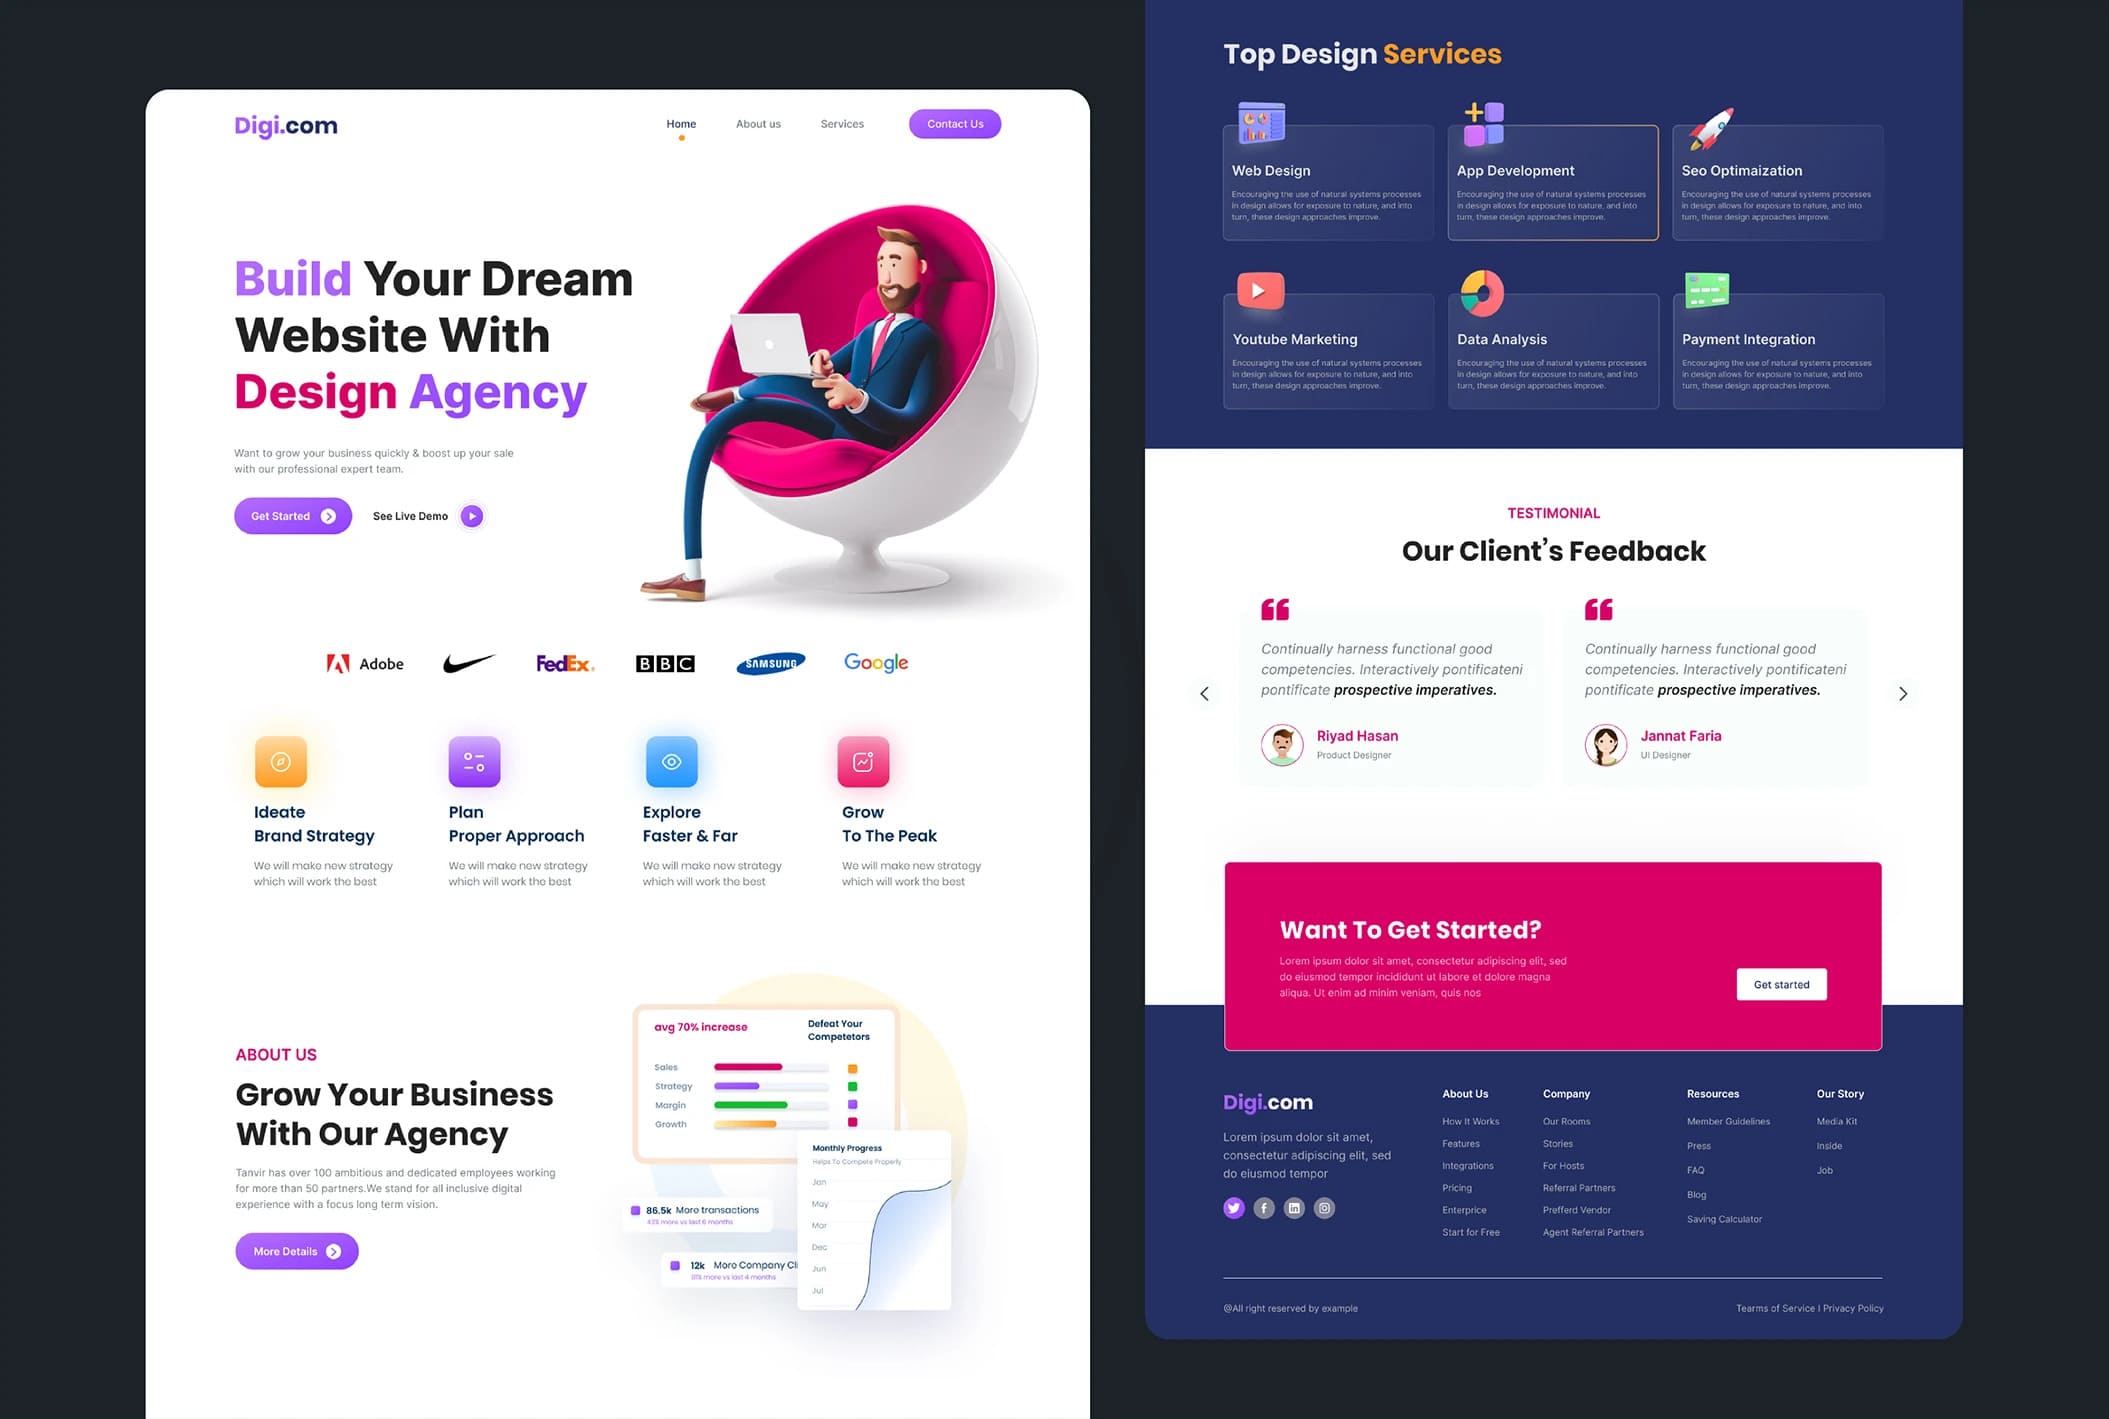 Digi.com
Home
About us
Services
Contact Us
Build Your Dream
Website With
Design Agency
Want to grow your business quickly & boost up your sale
with our professional expert team.
Get Started
See Live Demo
Adobe
FedEx
BBC
SAMSUNG
Google
Ideate
Brand Strategy
We will make new strategy
which will work the best
Plan
Proper Approach
We will make new strategy
which will work the best
Explore
Faster & Far
We will make new strategy
which will work the best
Grow
To The Peak
We will make new strategy
which will work the best
ABOUT US
Grow Your Business
With Our Agency
Tanvir has over 100 ambitious and dedicated employees working
for more than 50 partners.We stand for all inclusive digital
experience with a focus long term vision.
More Details
avg 70% increase
Defeat Your
Competetors
Sales
Strategy
Margin
Growth
Monthly Progress
Helps To Compete Properly
Jan
May
Mar
Dec
Jun
Jul
86.5k More transactions
43% more vs last 6 months
12k More Company Cli
81% more vs last 4 months
Top Design Services
Web Design
Encouraging the use of natural systems processes
in design allows for exposure to nature, and into
turn, these design approaches improve.
App Development
Encouraging the use of natural systems processes
in design allows for exposure to nature, and into
turn, these design approaches improve.
Seo Optimaization
Encouraging the use of natural systems processes
in design allows for exposure to nature, and into
turn, these design approaches improve.
Youtube Marketing
Encouraging the use of natural systems processes
in design allows for exposure to nature, and into
turn, these design approaches improve.
Data Analysis
Encouraging the use of natural systems processes
in design allows for exposure to nature, and into
turn, these design approaches improve.
Payment Integration
Encouraging the use of natural systems processes
in design allows for exposure to nature, and into
turn, these design approaches improve.
TESTIMONIAL
Our Client’s Feedback
Continually harness functional good
competencies. Interactively pontificateni
pontificate prospective imperatives.
Riyad Hasan
Product Designer
Continually harness functional good
competencies. Interactively pontificateni
pontificate prospective imperatives.
Jannat Faria
UI Designer
Want To Get Started?
Lorem ipsum dolor sit amet, consectetur adipiscing elit, sed
do eiusmod tempor incididunt ut labore et dolore magna
aliqua. Ut enim ad minim veniam, quis nos
Get started
Digi.com
Lorem ipsum dolor sit amet,
consectetur adipiscing elit, sed
do eiusmod tempor
About Us
How It Works
Features
Integrations
Pricing
Enterprice
Start for Free
Company
Our Rooms
Stories
For Hosts
Referral Partners
Prefferd Vendor
Agent Referral Partners
Resources
Member Guidelines
Press
FAQ
Blog
Saving Calculator
Our Story
Media Kit
Inside
Job
@All right reserved by example
Tearms of Service I Privacy Policy